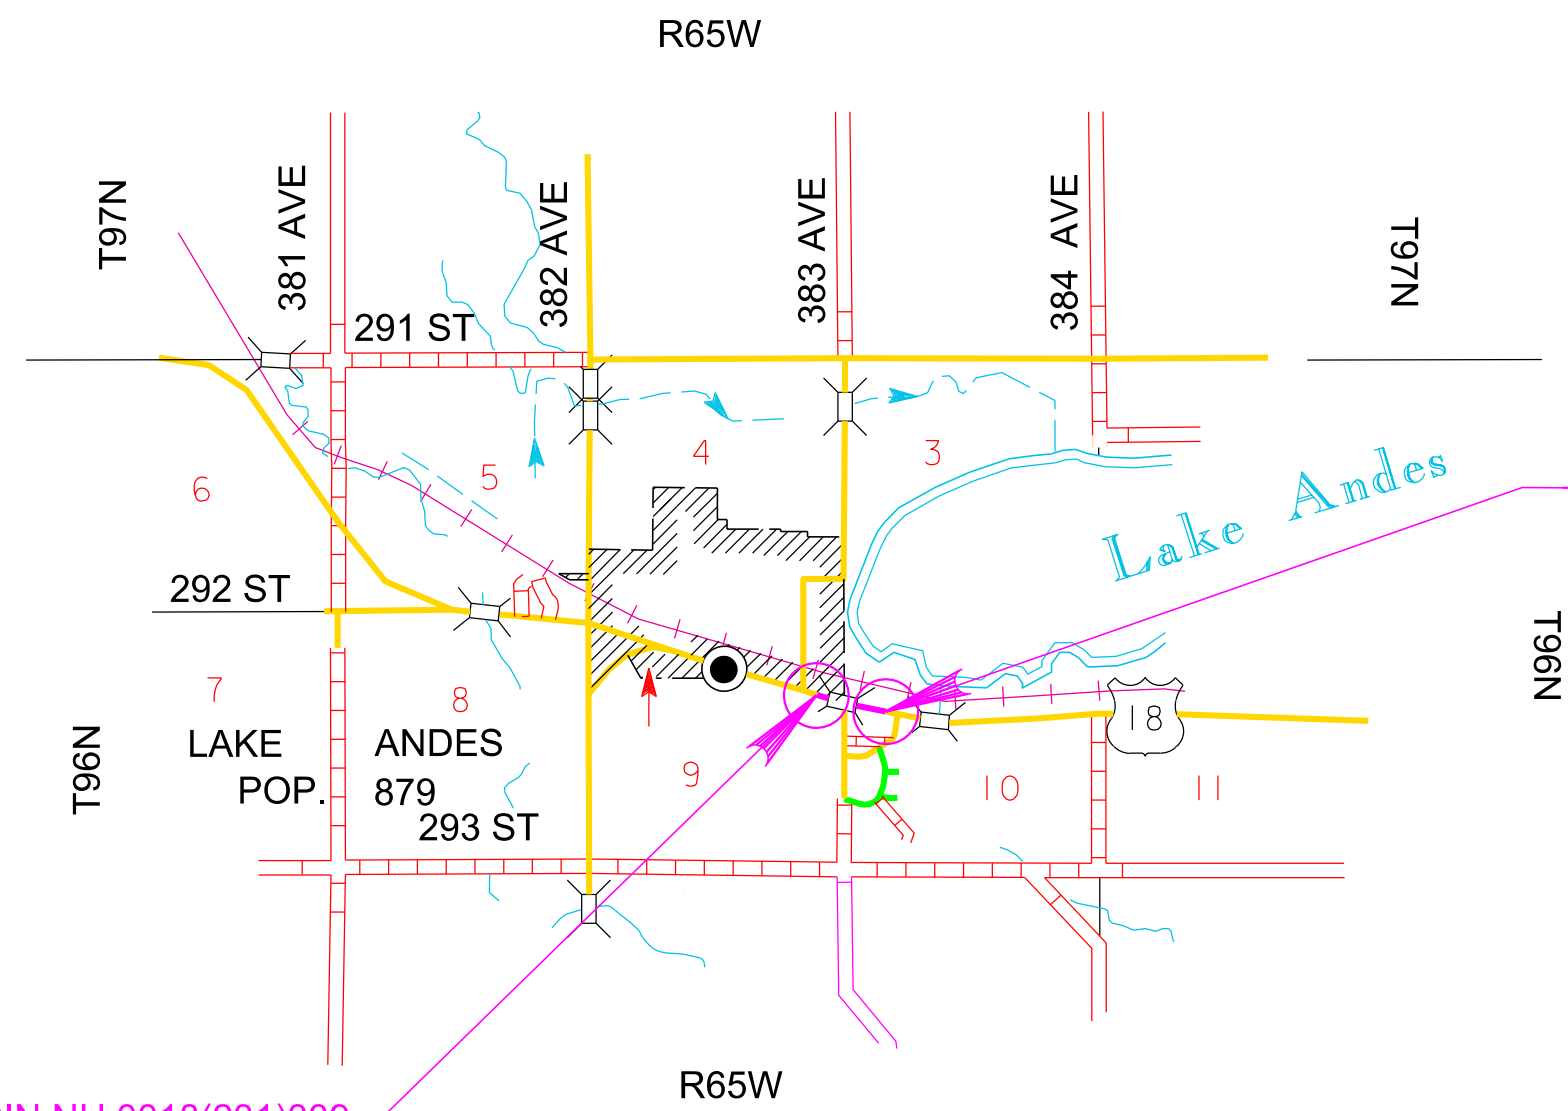 R65W
T97N
381 AVE
382 AVE
383 AVE
384 AVE
T97N
291 ST
4
3
5
6
Lake Andes
292 ST
T96N
7
8
18
LAKE ANDES
T96N
POP. 879
9
10
11
293 ST
R65W